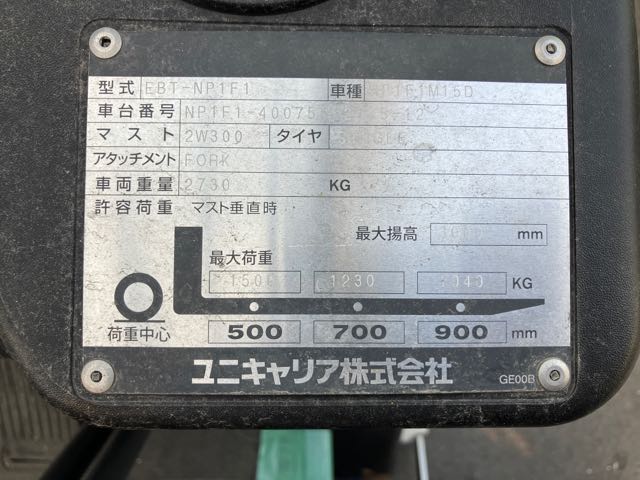 型式 EBT-NP1F1 車種 P1F1M15D
車台番号 NP1F1-40075
マスト 2W300 タイヤ
アタッチメント FORK
車両重量 2730 KG
許容荷重 マスト垂直時
最大揚高 mm
最大荷重
1500 1230 1040 KG
荷重中心 500 700 900 mm
ユニキャリア株式会社 GE00B